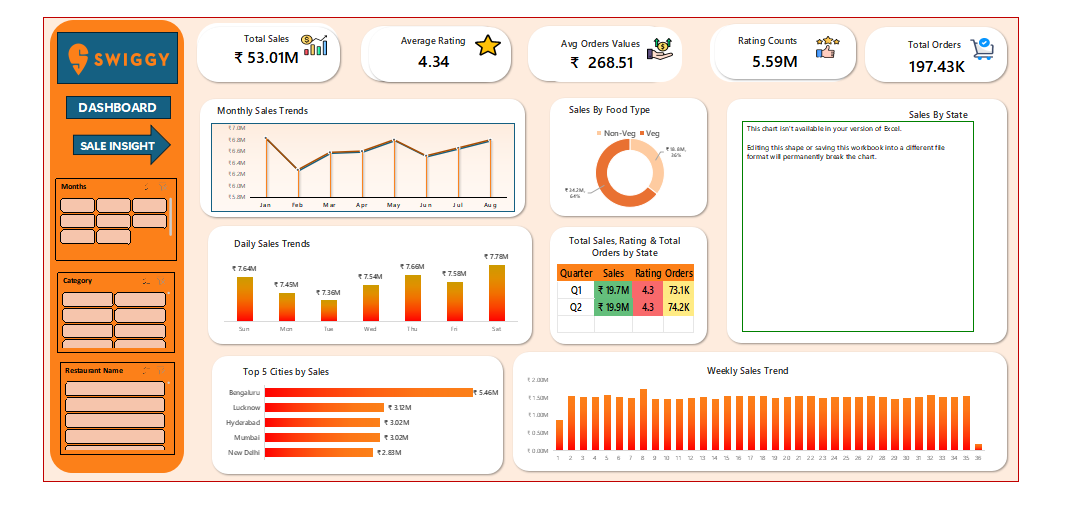 SWIGGY
DASHBOARD
SALE INSIGHT
Months
Category
Restaurant Name
Total Sales
₹ 53.01M
Average Rating
4.34
Avg Orders Values
₹ 268.51
Rating Counts
5.59M
Total Orders
197.43K
Monthly Sales Trends
₹7.0M
₹6.8M
₹6.6M
₹6.4M
₹6.2M
₹6.0M
₹5.8M
Jan Feb Mar Apr May Jun Jul Aug
Sales By Food Type
Non-Veg Veg
₹18.8M,
36%
₹34.2M,
64%
Sales By State
This chart isn't available in your version of Excel.
Editing this shape or saving this workbook into a different file
format will permanently break the chart.
Daily Sales Trends
₹ 7.64M ₹ 7.45M ₹ 7.36M ₹ 7.54M ₹ 7.66M ₹ 7.58M ₹ 7.78M
Sun Mon Tue Wed Thu Fri Sat
Total Sales, Rating & Total
Orders by State
Quarter Sales Rating Orders
Q1 ₹ 19.7M 4.3 73.1K
Q2 ₹ 19.9M 4.3 74.2K
Top 5 Cities by Sales
Bengaluru ₹ 5.46M
Lucknow ₹ 3.12M
Hyderabad ₹ 3.02M
Mumbai ₹ 3.02M
New Delhi ₹2.83M
Weekly Sales Trend
₹ 2.00M
₹ 1.50M
₹ 1.00M
₹ 0.50M
₹ 0.00M
1 2 3 4 5 6 7 8 9 10 11 12 13 14 15 16 17 18 19 20 21 22 23 24 25 26 27 28 29 30 31 32 33 34 35 36